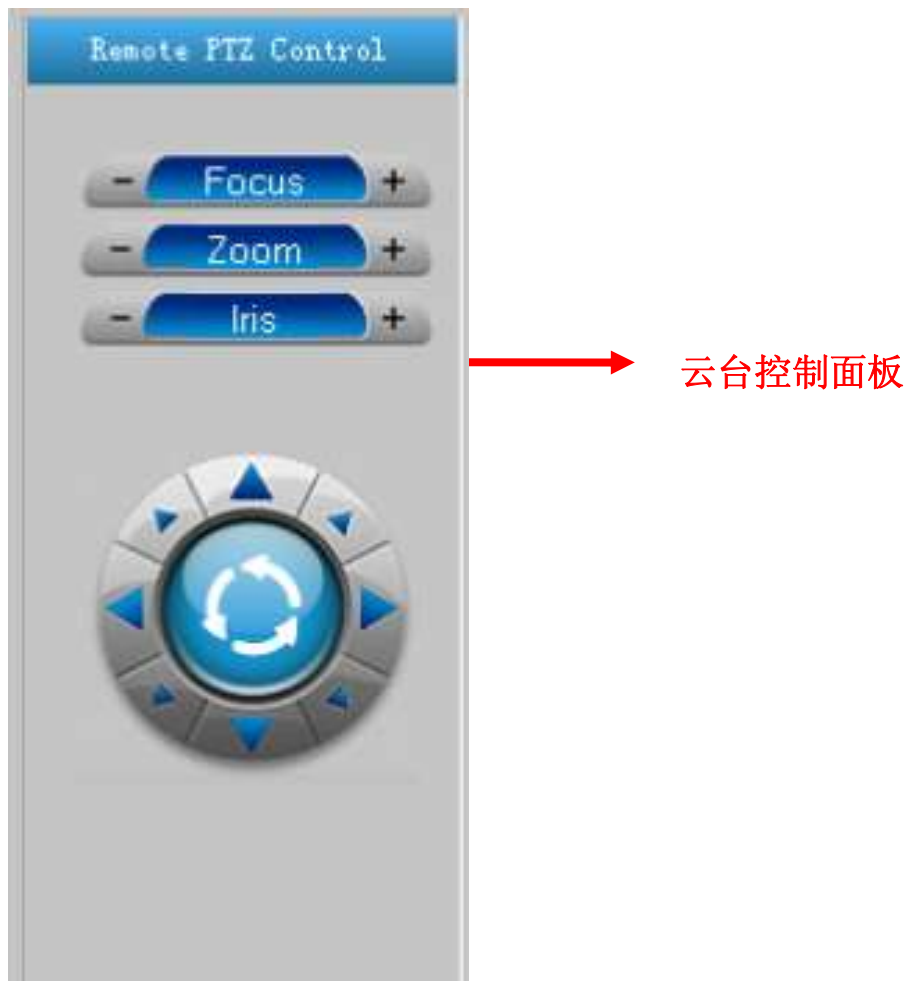 Remote PTZ Control
- Focus +
- Zoom +
- Iris +
云台控制面板